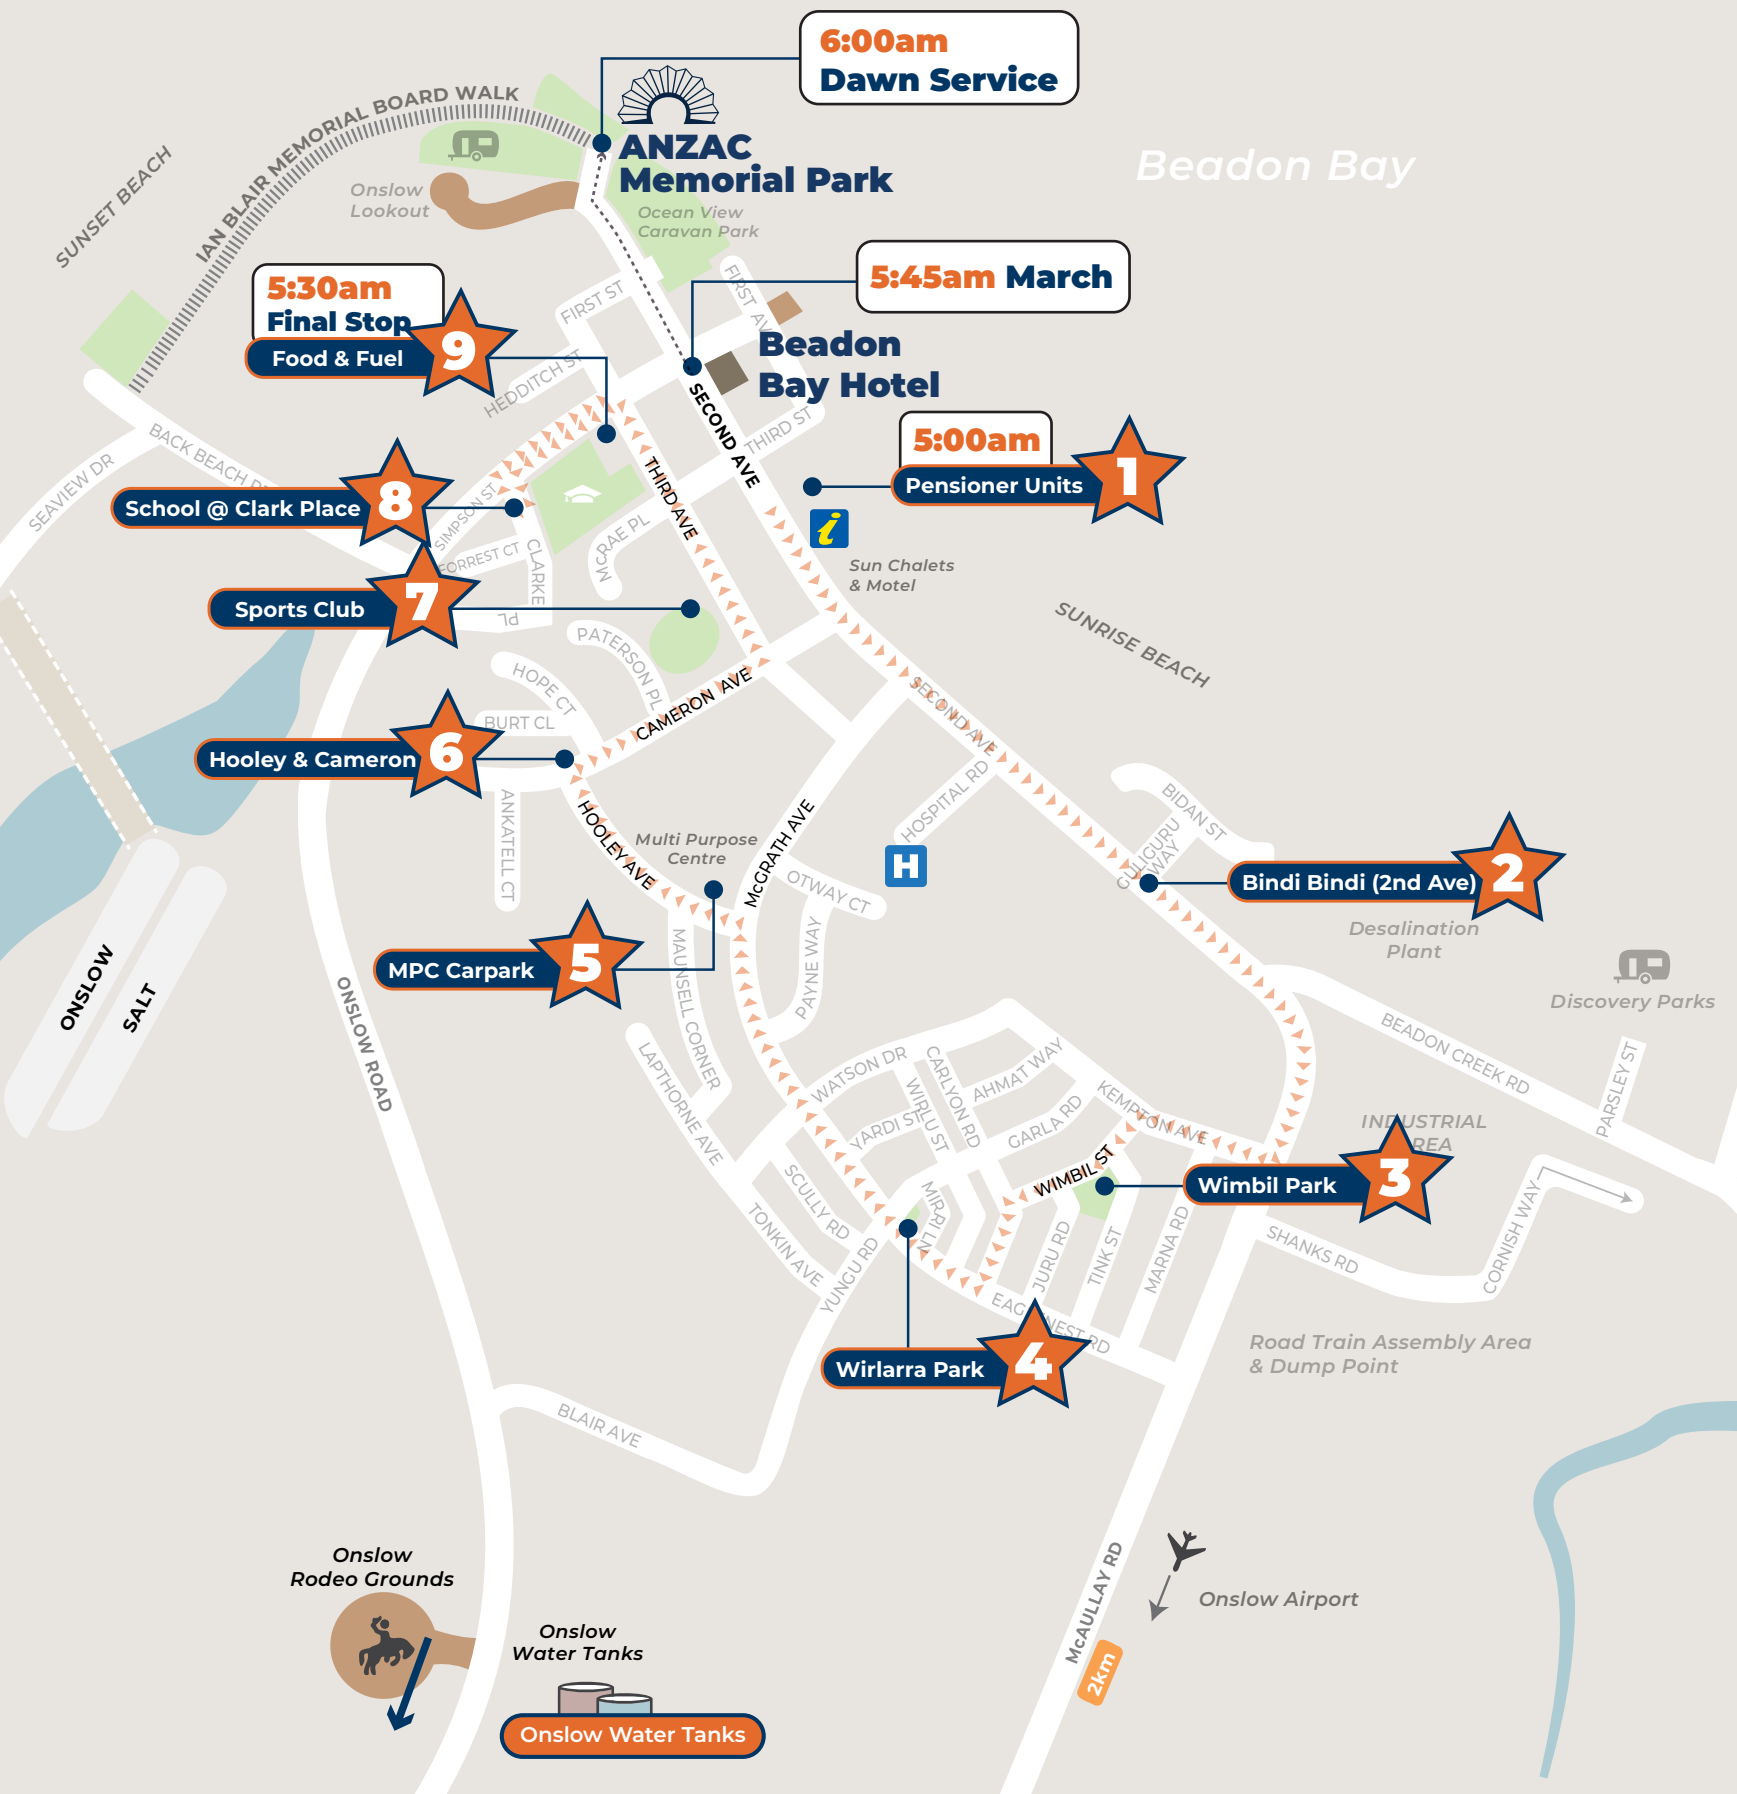 6:00am
Dawn Service
IAN BLAIR MEMORIAL BOARD WALK
ANZAC
Memorial Park
Beadon Bay
SUNSET BEACH
Onslow
Lookout
Ocean View
Caravan Park
5:45am March
5:30am
Final Stop
Food & Fuel
9
FIRST ST
FIRST AV
Beadon
Bay Hotel
HEDDITCH ST
SECOND AVE
THIRD ST
5:00am
Pensioner Units
1
BACK BEACH
SEAVIEW DR
School @ Clark Place
8
SIMPSON ST
THIRD AVE
McRAE PL
FORREST CT
CLARKE
PL
i
Sun Chalets
& Motel
Sports Club
7
SUNRISE BEACH
PATERSON PL
HOPE CT
BURT CL
CAMERON AVE
SECOND AVE
Hooley & Cameron
6
HOSPITAL RD
ANKATELL CT
HOOLEY AVE
Multi Purpose
Centre
McGRATH AVE
H
BIDAN ST
GULIGURU
WAY
Bindi Bindi (2nd Ave)
2
OTWAY CT
PAYNE WAY
Desalination
Plant
MPC Carpark
5
MAUNSELL CORNER
Discovery Parks
ONSLOW
SALT
ONSLOW ROAD
BEADON CREEK RD
PARSLEY ST
LAPTHORNE AVE
WATSON DR
CARLYON RD
AHMAT WAY
WIRLU ST
YARDI ST
GARLA RD
KEMPTON AVE
INDUSTRIAL
REA
WIMBIL ST
Wimbil Park
3
SCULLY RD
TONKIN AVE
YUNGU RD
MIRRI LN
JURU RD
TINK ST
MARNA RD
SHANKS RD
CORNISH WAY
EAG NEST RD
Wirlarra Park
4
Road Train Assembly Area
& Dump Point
BLAIR AVE
Onslow
Rodeo Grounds
McAULLAY RD
Onslow Airport
2km
Onslow
Water Tanks
Onslow Water Tanks